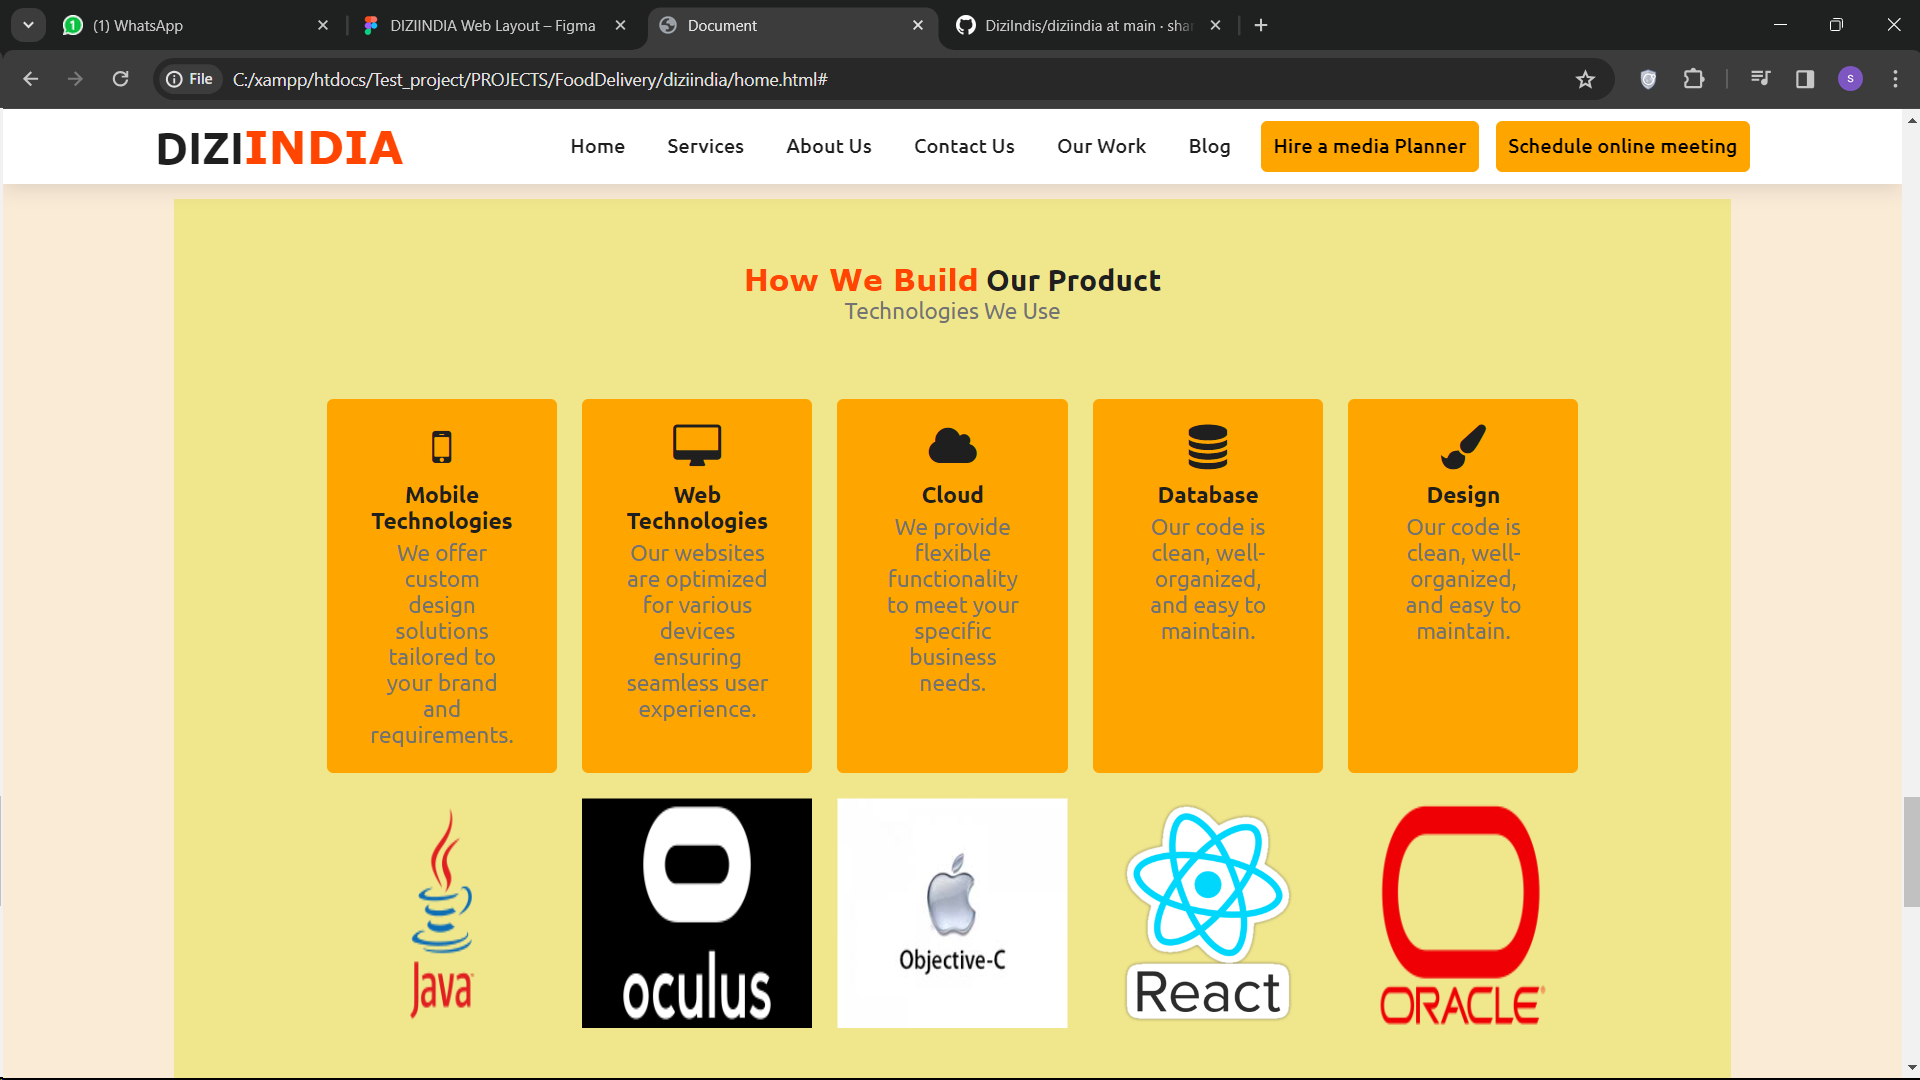 (1) WhatsApp
DIZIINDIA Web Layout – Figma
Document
DiziIndis/diziindia at main · shar
File
C:/xampp/htdocs/Test_project/PROJECTS/FoodDelivery/diziindia/home.html#
S
DIZIINDIA
Home
Services
About Us
Contact Us
Our Work
Blog
Hire a media Planner
Schedule online meeting
How We Build Our Product
Technologies We Use
Mobile
Technologies
We offer
custom
design
solutions
tailored to
your brand
and
requirements.
Web
Technologies
Our websites
are optimized
for various
devices
ensuring
seamless user
experience.
Cloud
We provide
flexible
functionality
to meet your
specific
business
needs.
Database
Our code is
clean, well-
organized,
and easy to
maintain.
Design
Our code is
clean, well-
organized,
and easy to
maintain.
Java
oculus
Objective-C
React
ORACLE